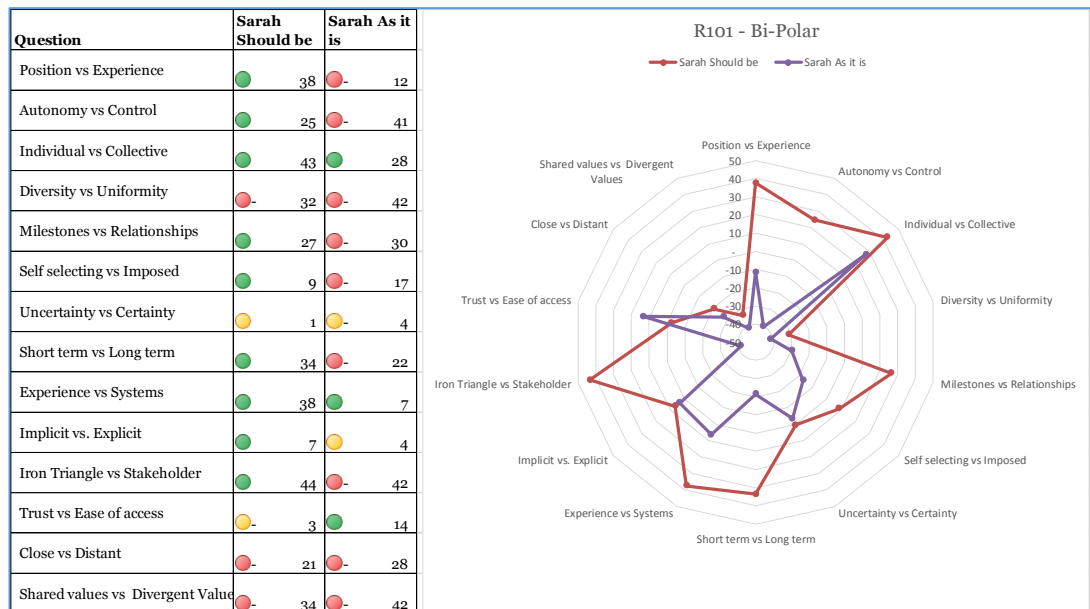 Question
Sarah
Should be
Sarah As it
is
Position vs Experience 38 - 12
Autonomy vs Control 25 - 41
Individual vs Collective 43 28
Diversity vs Uniformity - 32 - 42
Milestones vs Relationships 27 - 30
Self selecting vs Imposed 9 - 17
Uncertainty vs Certainty 1 - 4
Short term vs Long term 34 - 22
Experience vs Systems 38 7
Implicit vs. Explicit 7 4
Iron Triangle vs Stakeholder 44 - 42
Trust vs Ease of access - 3 14
Close vs Distant - 21 - 28
Shared values vs Divergent Value - 34 - 42
R101 - Bi-Polar
Sarah Should be Sarah As it is
Position vs Experience
Autonomy vs Control
Individual vs Collective
Diversity vs Uniformity
Milestones vs Relationships
Self selecting vs Imposed
Uncertainty vs Certainty
Short term vs Long term
Experience vs Systems
Implicit vs. Explicit
Iron Triangle vs Stakeholder
Trust vs Ease of access
Close vs Distant
Shared values vs Divergent
Values
50
40
30
20
10
-
-10
-20
-30
-40
-50